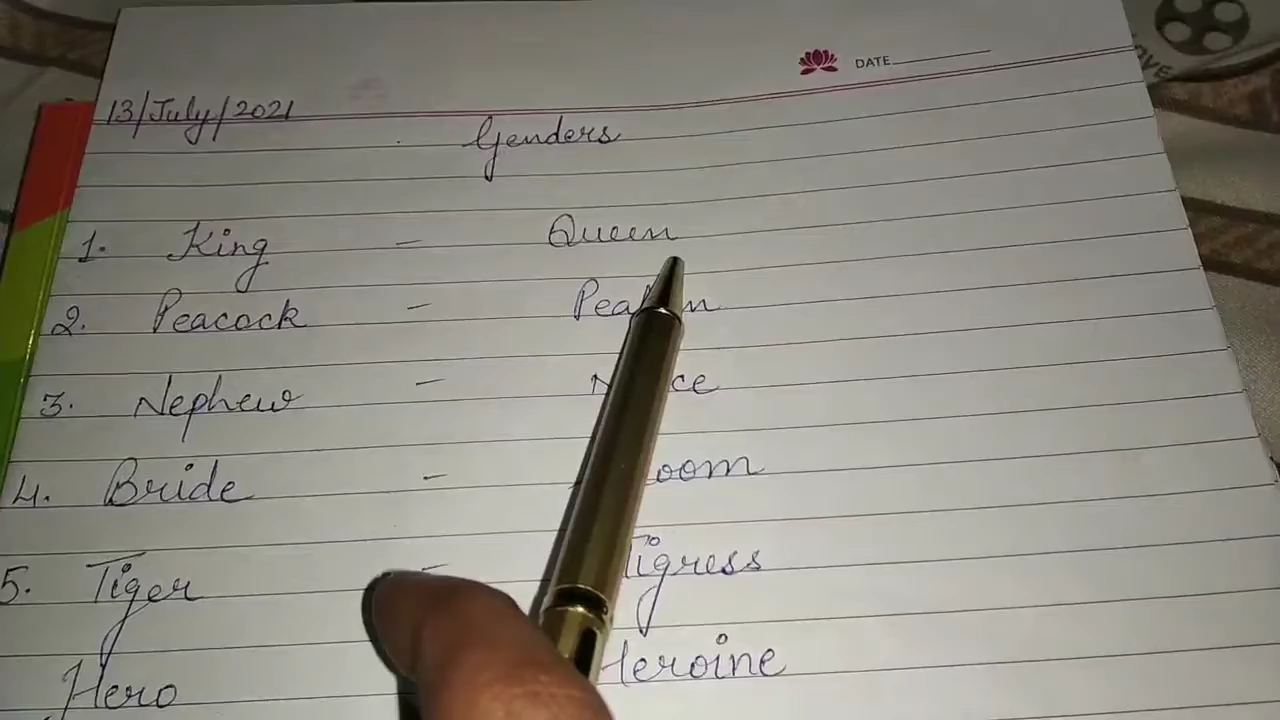 DATE
13/July/2021
Genders
1. King - Queen
2. Peacock -
3. Nephew -
4. Bride -
5. Tiger - Tigress
Hero Heroine